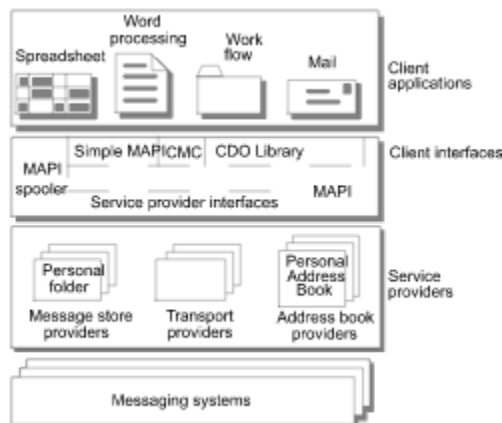 Spreadsheet
Word
processing
Work
flow
Mail
Client
applications
Simple MAPI
CMC
CDO Library
Client interfaces
MAPI
spooler
MAPI
Service provider interfaces
Personal
folder
Personal
Address
Book
Service
providers
Message store
providers
Transport
providers
Address book
providers
Messaging systems